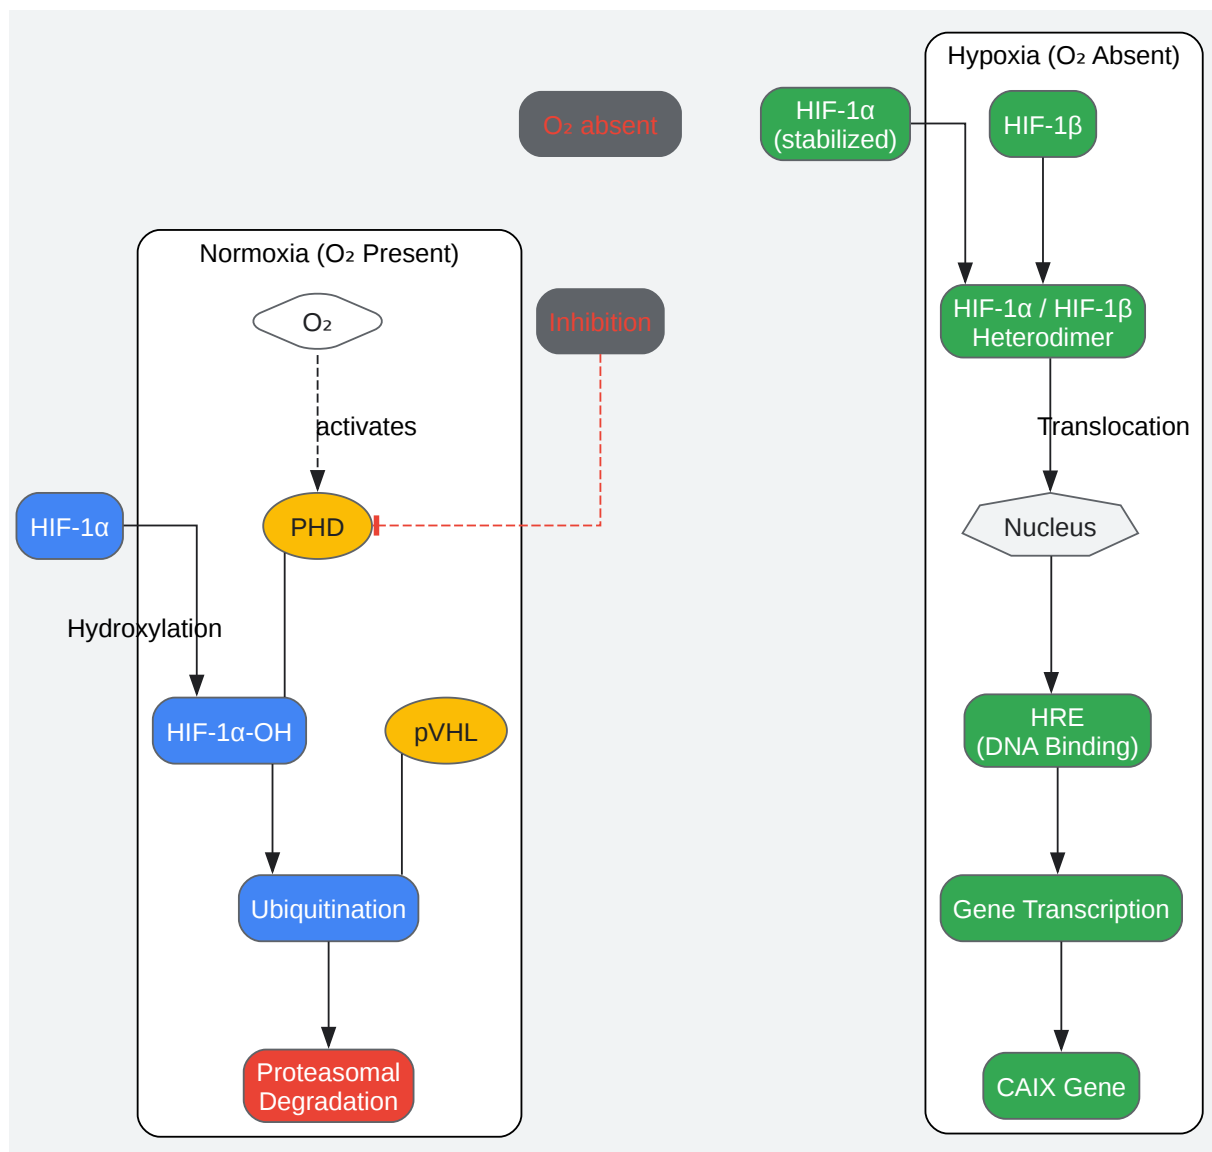 Hypoxia (O₂ Absent)
O₂ absent
HIF-1α
(stabilized)
HIF-1β
Normoxia (O₂ Present)
O₂
Inhibition
HIF-1α / HIF-1β
Heterodimer
activates
Translocation
HIF-1α
PHD
Nucleus
Hydroxylation
HIF-1α-OH
pVHL
HRE
(DNA Binding)
Ubiquitination
Gene Transcription
Proteasomal
Degradation
CAIX Gene